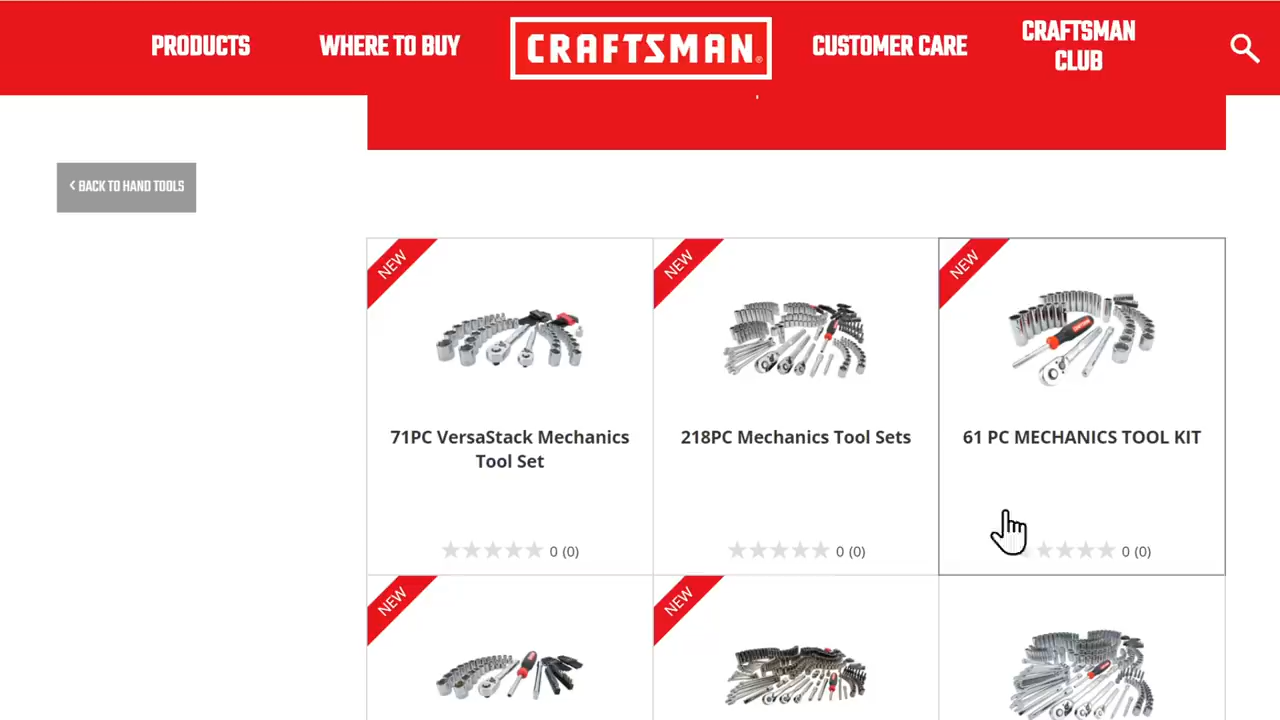 PRODUCTS
WHERE TO BUY
CRAFTSMAN®
CUSTOMER CARE
CRAFTSMAN
CLUB
< BACK TO HAND TOOLS
NEW
NEW
NEW
71PC VersaStack Mechanics
Tool Set
218PC Mechanics Tool Sets
61 PC MECHANICS TOOL KIT
0 (0)
0 (0)
0 (0)
NEW
NEW